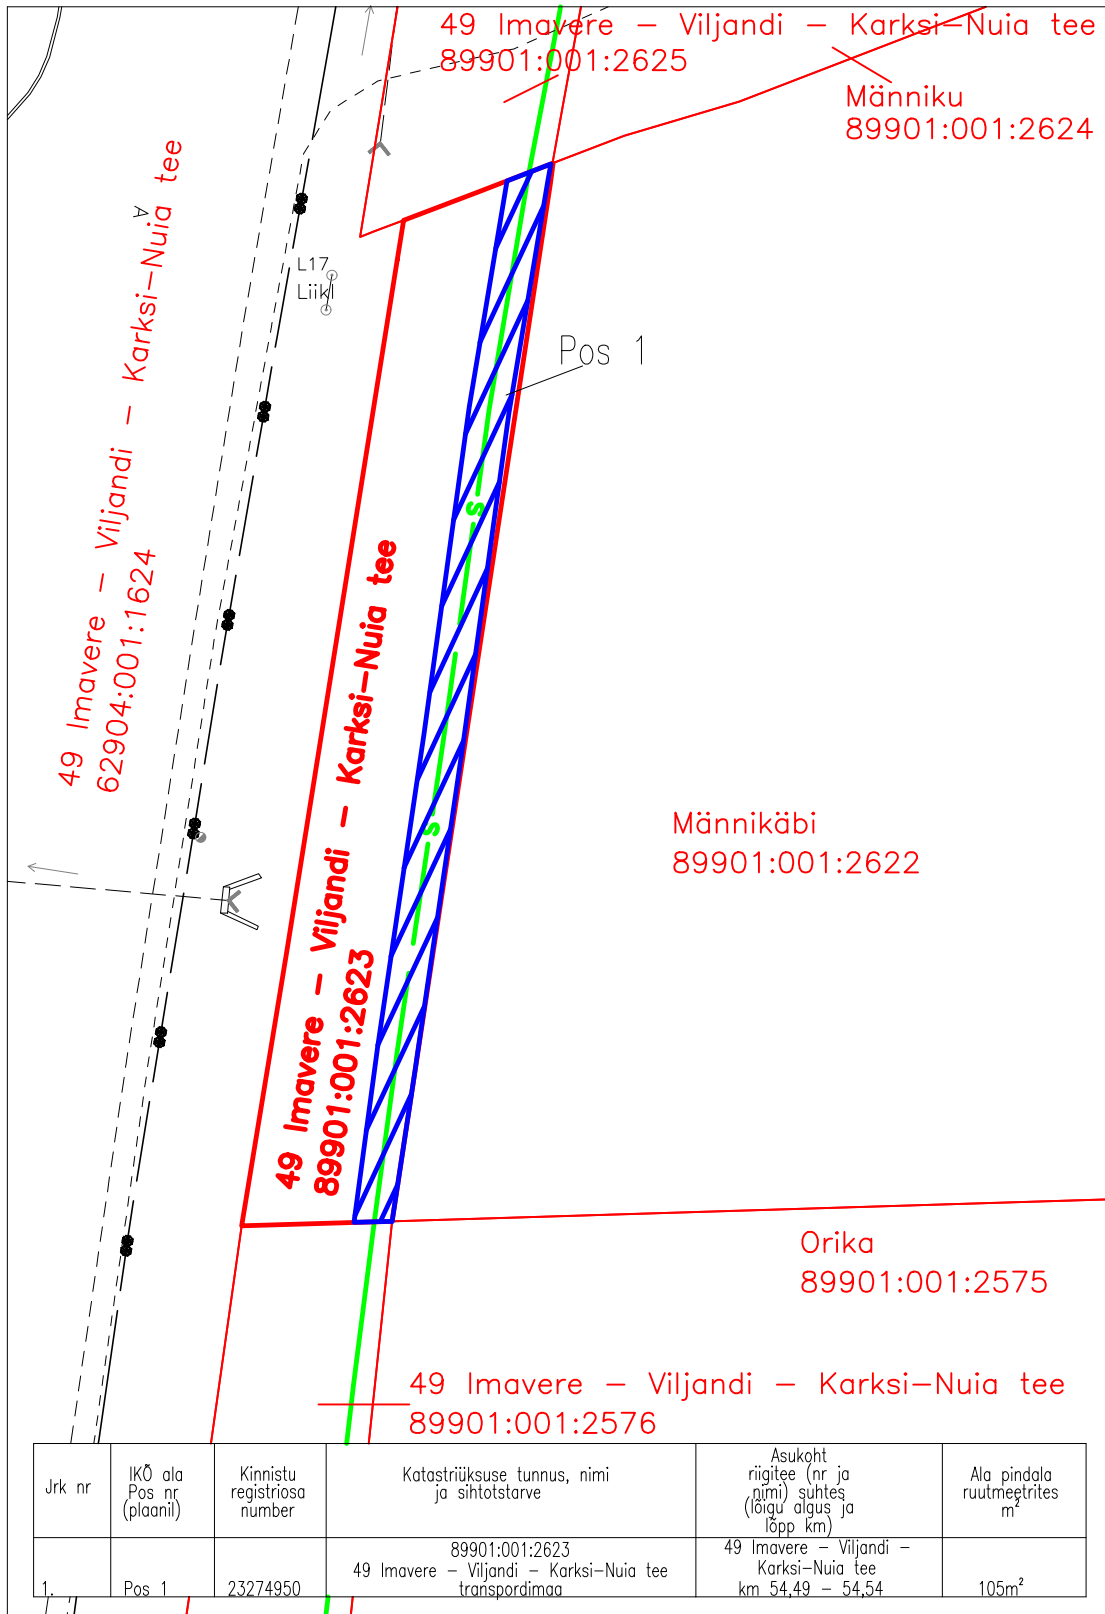 49 Imavere – Viljandi – Karksi–Nuia tee
89901:001:2625
Männiku
89901:001:2624
49 Imavere – Viljandi – Karksi–Nuia tee
62904:001:1624
A
L17
Liikl
Pos 1
S
S
49 Imavere – Viljandi – Karksi–Nuia tee
89901:001:2623
Männikäbi
89901:001:2622
Orika
89901:001:2575
49 Imavere – Viljandi – Karksi–Nuia tee
89901:001:2576
Jrk nr
IKÕ ala
Pos nr
(plaanil)
Kinnistu
registriosa
number
Katastriüksuse tunnus, nimi
ja sihtotstarve
Asukoht
riigitee (nr ja
nimi) suhtes
(lõigu algus ja
lõpp km)
Ala pindala
ruutmeetrites
m²
1.
Pos 1
23274950
89901:001:2623
49 Imavere – Viljandi – Karksi–Nuia tee
transpordimaa
49 Imavere – Viljandi –
Karksi–Nuia tee
km 54,49 – 54,54
105m²